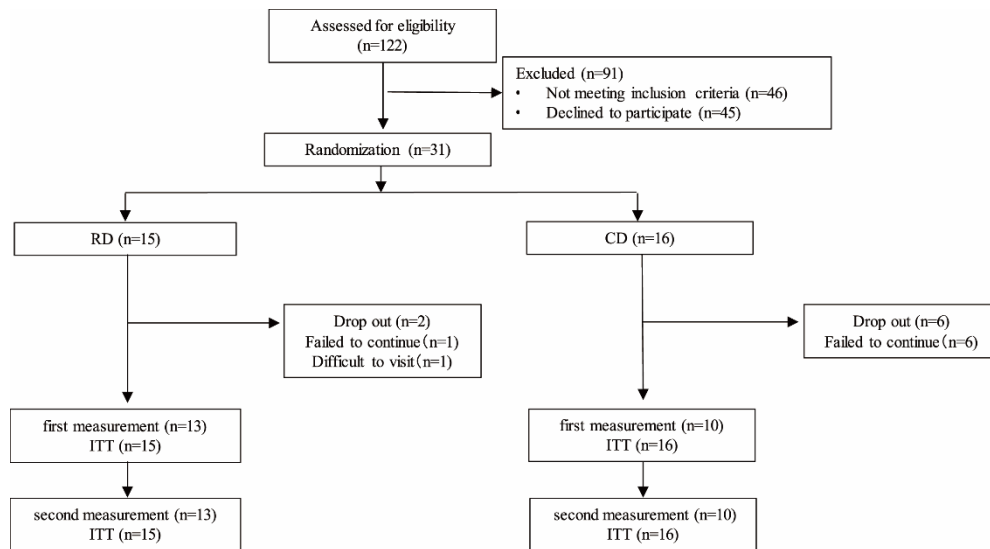 Assessed for eligibility
(n=122)
Excluded (n=91)
• Not meeting inclusion criteria (n=46)
• Declined to participate (n=45)
Randomization (n=31)
RD (n=15)
CD (n=16)
Drop out (n=2)
Failed to continue(n=1)
Difficult to visit(n=1)
Drop out (n=6)
Failed to continue(n=6)
first measurement (n=13)
ITT (n=15)
first measurement (n=10)
ITT (n=16)
second measurement (n=13)
ITT (n=15)
second measurement (n=10)
ITT (n=16)